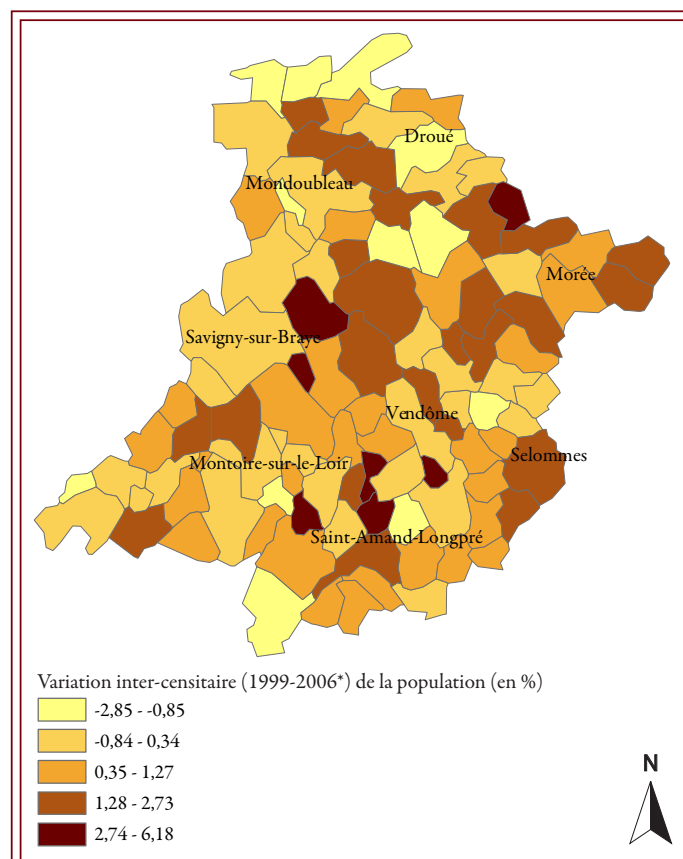 Droué
Mondoubleau
Morée
Savigny-sur-Braye
Vendôme
Selommes
Montoire-sur-le-Loir
Saint-Amand-Longpré
Variation inter-censitaire (1999-2006*) de la population (en %)
-2,85 - -0,85
-0,84 - 0,34
0,35 - 1,27
1,28 - 2,73
2,74 - 6,18
N